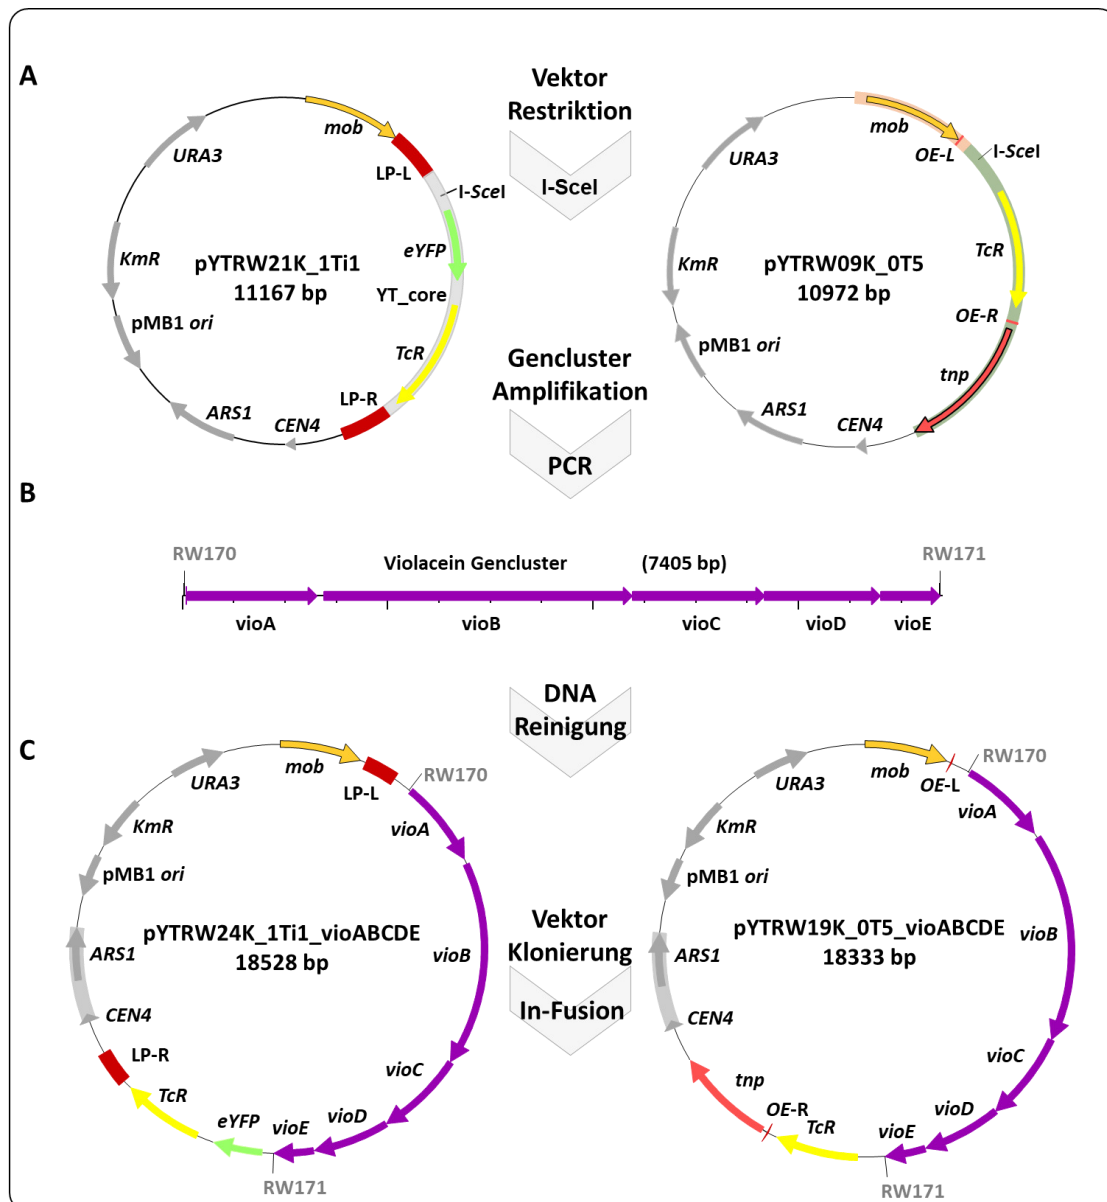 A
Vektor
Restriktion
I-SceI
mob
LP-L
I-SceI
eYFP
YT_core
TcR
LP-R
CEN4
ARS1
pMB1 ori
KmR
URA3
pYTRW21K_1Ti1
11167 bp
mob
OE-L
I-SceI
TcR
OE-R
tnp
CEN4
ARS1
pMB1 ori
KmR
URA3
pYTRW09K_0T5
10972 bp
Gencluster
Amplifikation
PCR
B
RW170
Violacein Gencluster (7405 bp)
RW171
vioA vioB vioC vioD vioE
DNA
Reinigung
C
mob
LP-L
RW170
vioA
vioB
vioC
vioD
vioE
RW171
eYFP
TcR
LP-R
CEN4
ARS1
pMB1 ori
KmR
URA3
pYTRW24K_1Ti1_vioABCDE
18528 bp
Vektor
Klonierung
In-Fusion
mob
OE-L
RW170
vioA
vioB
vioC
vioD
vioE
RW171
TcR
OE-R
tnp
CEN4
ARS1
pMB1 ori
KmR
URA3
pYTRW19K_0T5_vioABCDE
18333 bp